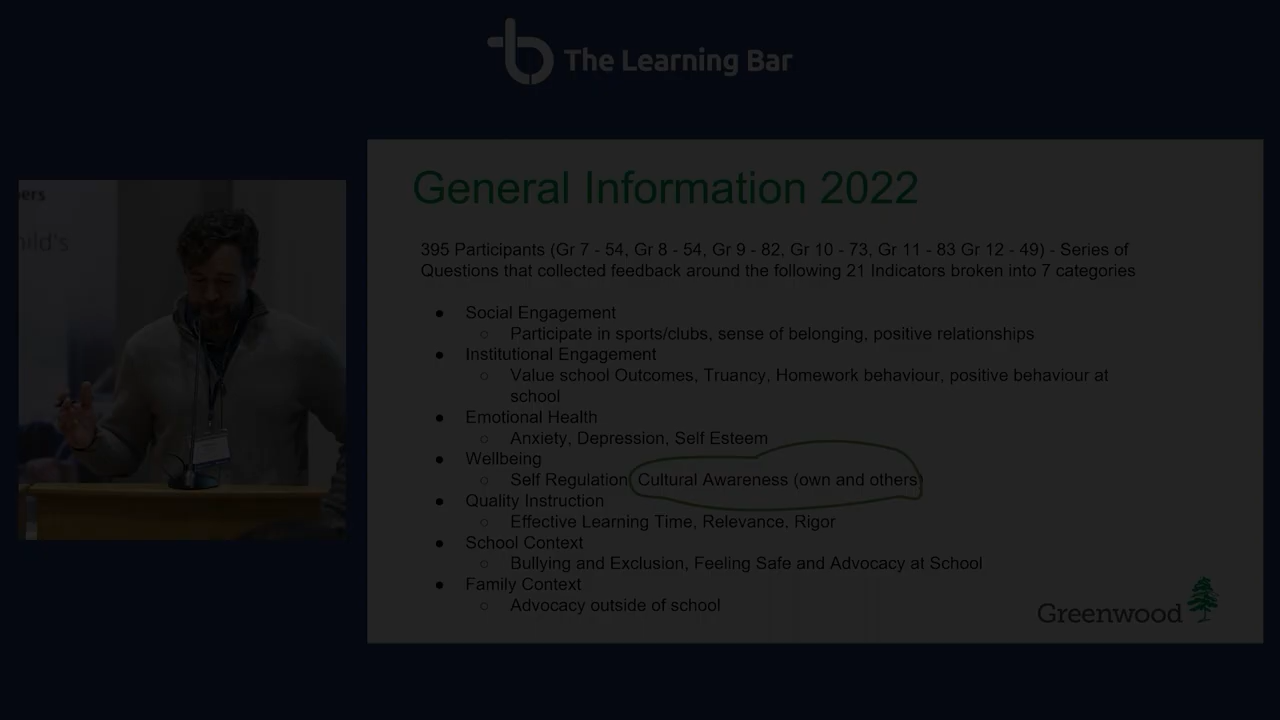 The Learning Bar
General Information 2022
395 Participants (Gr 7 - 54, Gr 8 - 54, Gr 9 - 82, Gr 10 - 73, Gr 11 - 83 Gr 12 - 49) - Series of
Questions that collected feedback around the following 21 Indicators broken into 7 categories
● Social Engagement
○ Participate in sports/clubs, sense of belonging, positive relationships
● Institutional Engagement
○ Value school Outcomes, Truancy, Homework behaviour, positive behaviour at
school
● Emotional Health
○ Anxiety, Depression, Self Esteem
● Wellbeing
○ Self Regulation Cultural Awareness (own and others)
● Quality Instruction
○ Effective Learning Time, Relevance. Rigor
● School Context
○ Bullying and Exclusion, Feeling Safe and Advocacy at School
● Family Context
○ Advocacy outside of school
Greenwood